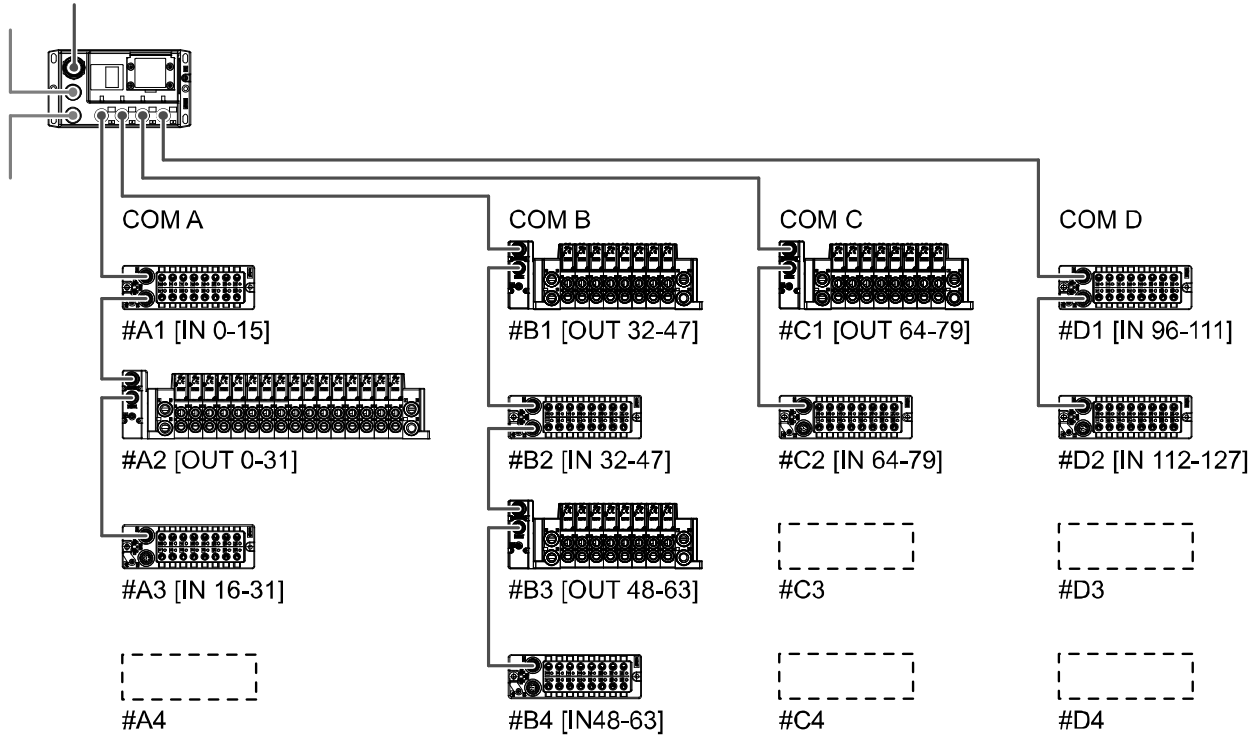 COM A
COM B
COM C
COM D
#A1 [IN 0-15]
#B1 [OUT 32-47]
#C1 [OUT 64-79]
#D1 [IN 96-111]
#A2 [OUT 0-31]
#B2 [IN 32-47]
#C2 [IN 64-79]
#D2 [IN 112-127]
#A3 [IN 16-31]
#B3 [OUT 48-63]
#C3
#D3
#A4
#B4 [IN48-63]
#C4
#D4